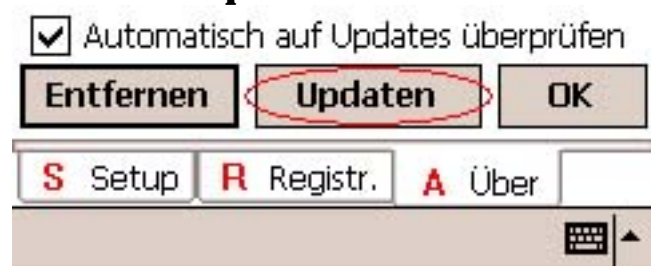 Automatisch auf Updates überprüfen
Entfernen Updaten OK
S Setup R Registr. A Über